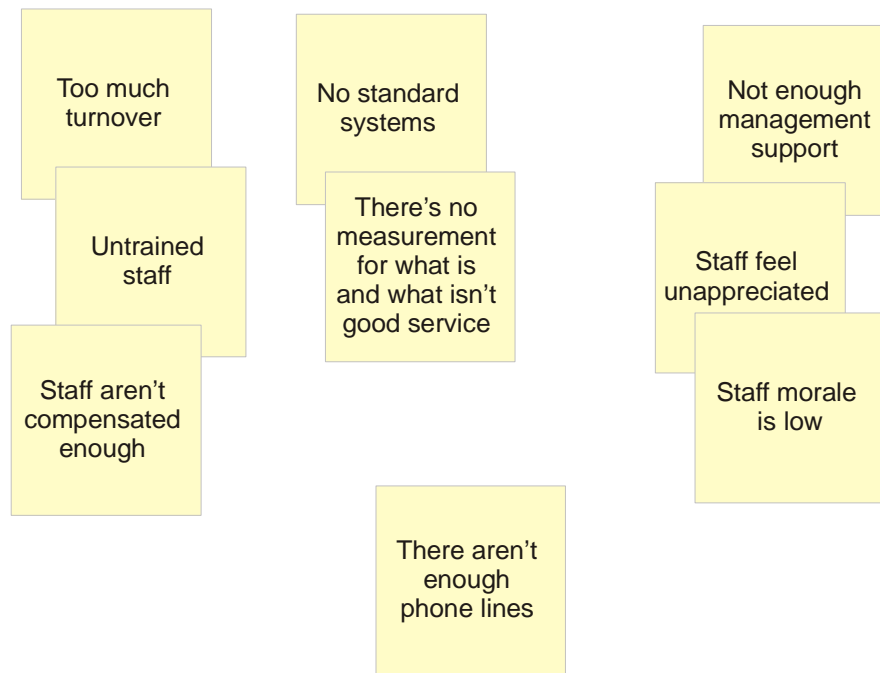 Too much
turnover
Untrained
staff
Staff aren’t
compensated
enough
No standard
systems
There’s no
measurement
for what is
and what isn’t
good service
Not enough
management
support
Staff feel
unappreciated
Staff morale
is low
There aren’t
enough
phone lines